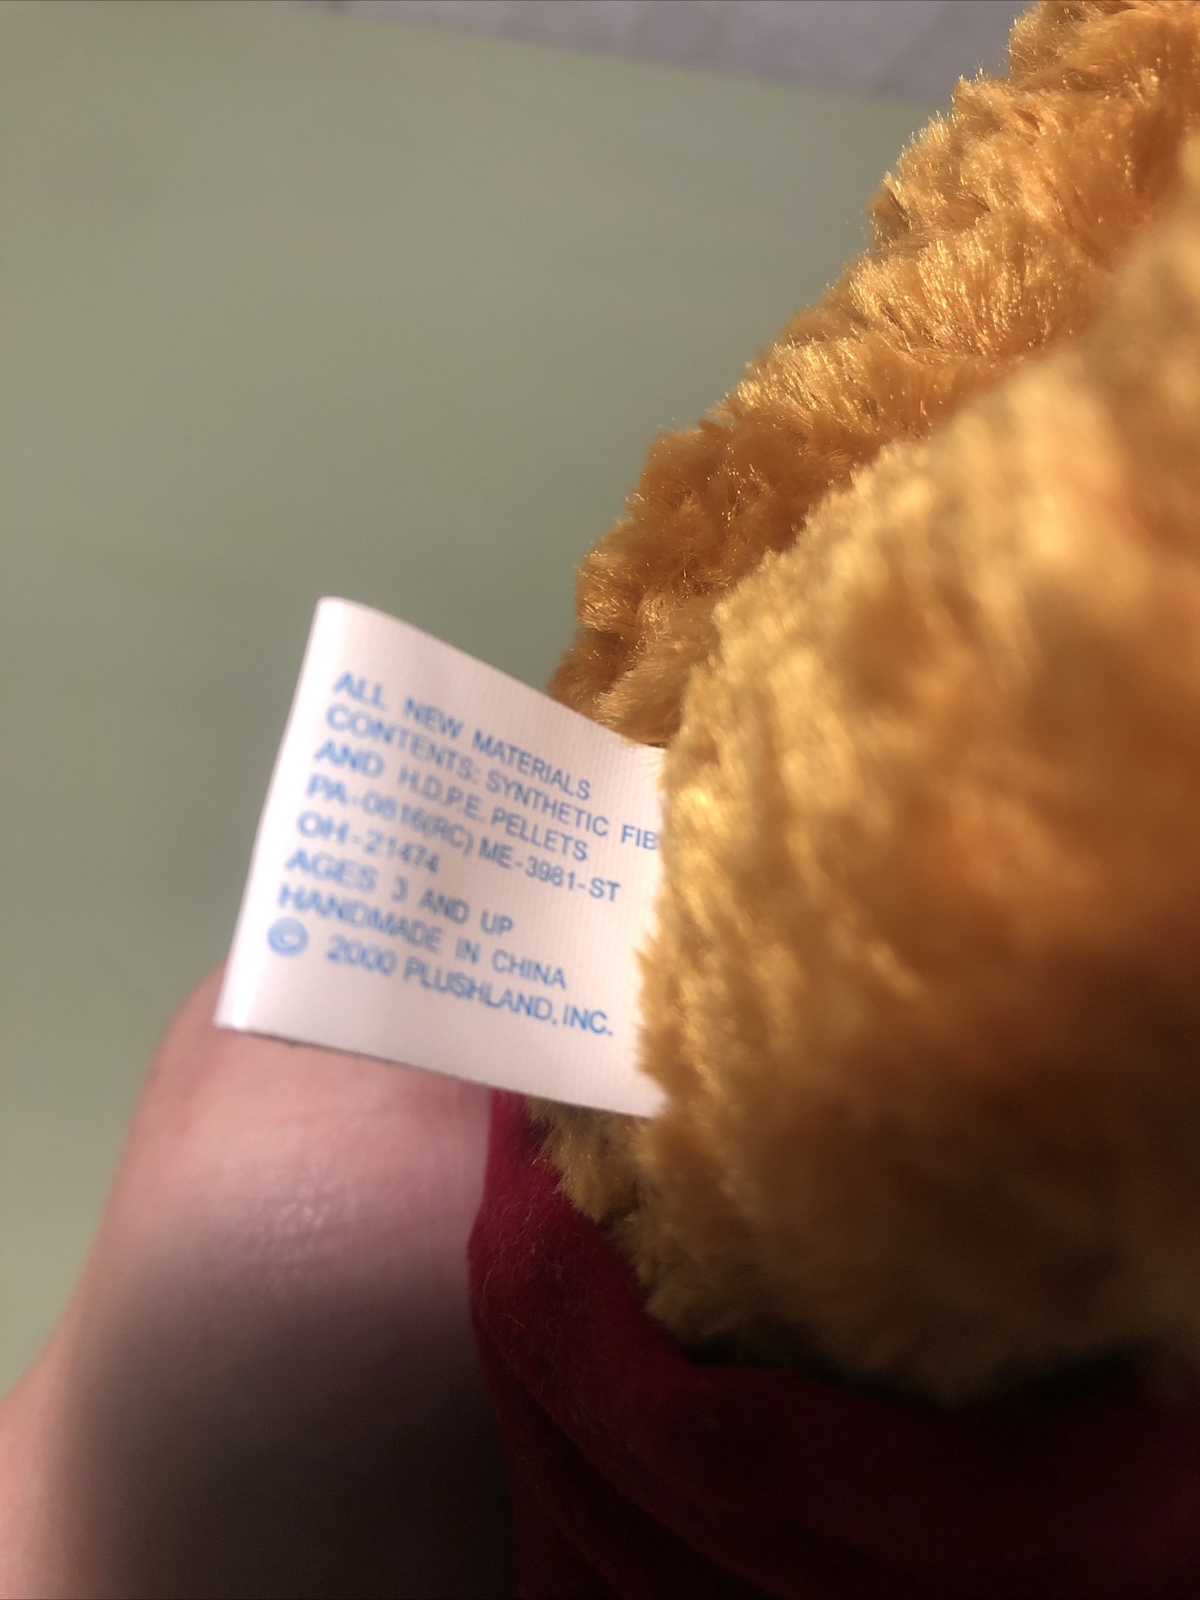 ALL NEW MATERIALS
CONTENTS: SYNTHETIC FIB
AND H.D.P.E. PELLETS
PA-0816(RC) ME-3981-ST
OH-21474
AGES 3 AND UP
HANDMADE IN CHINA
© 2000 PLUSHLAND, INC.